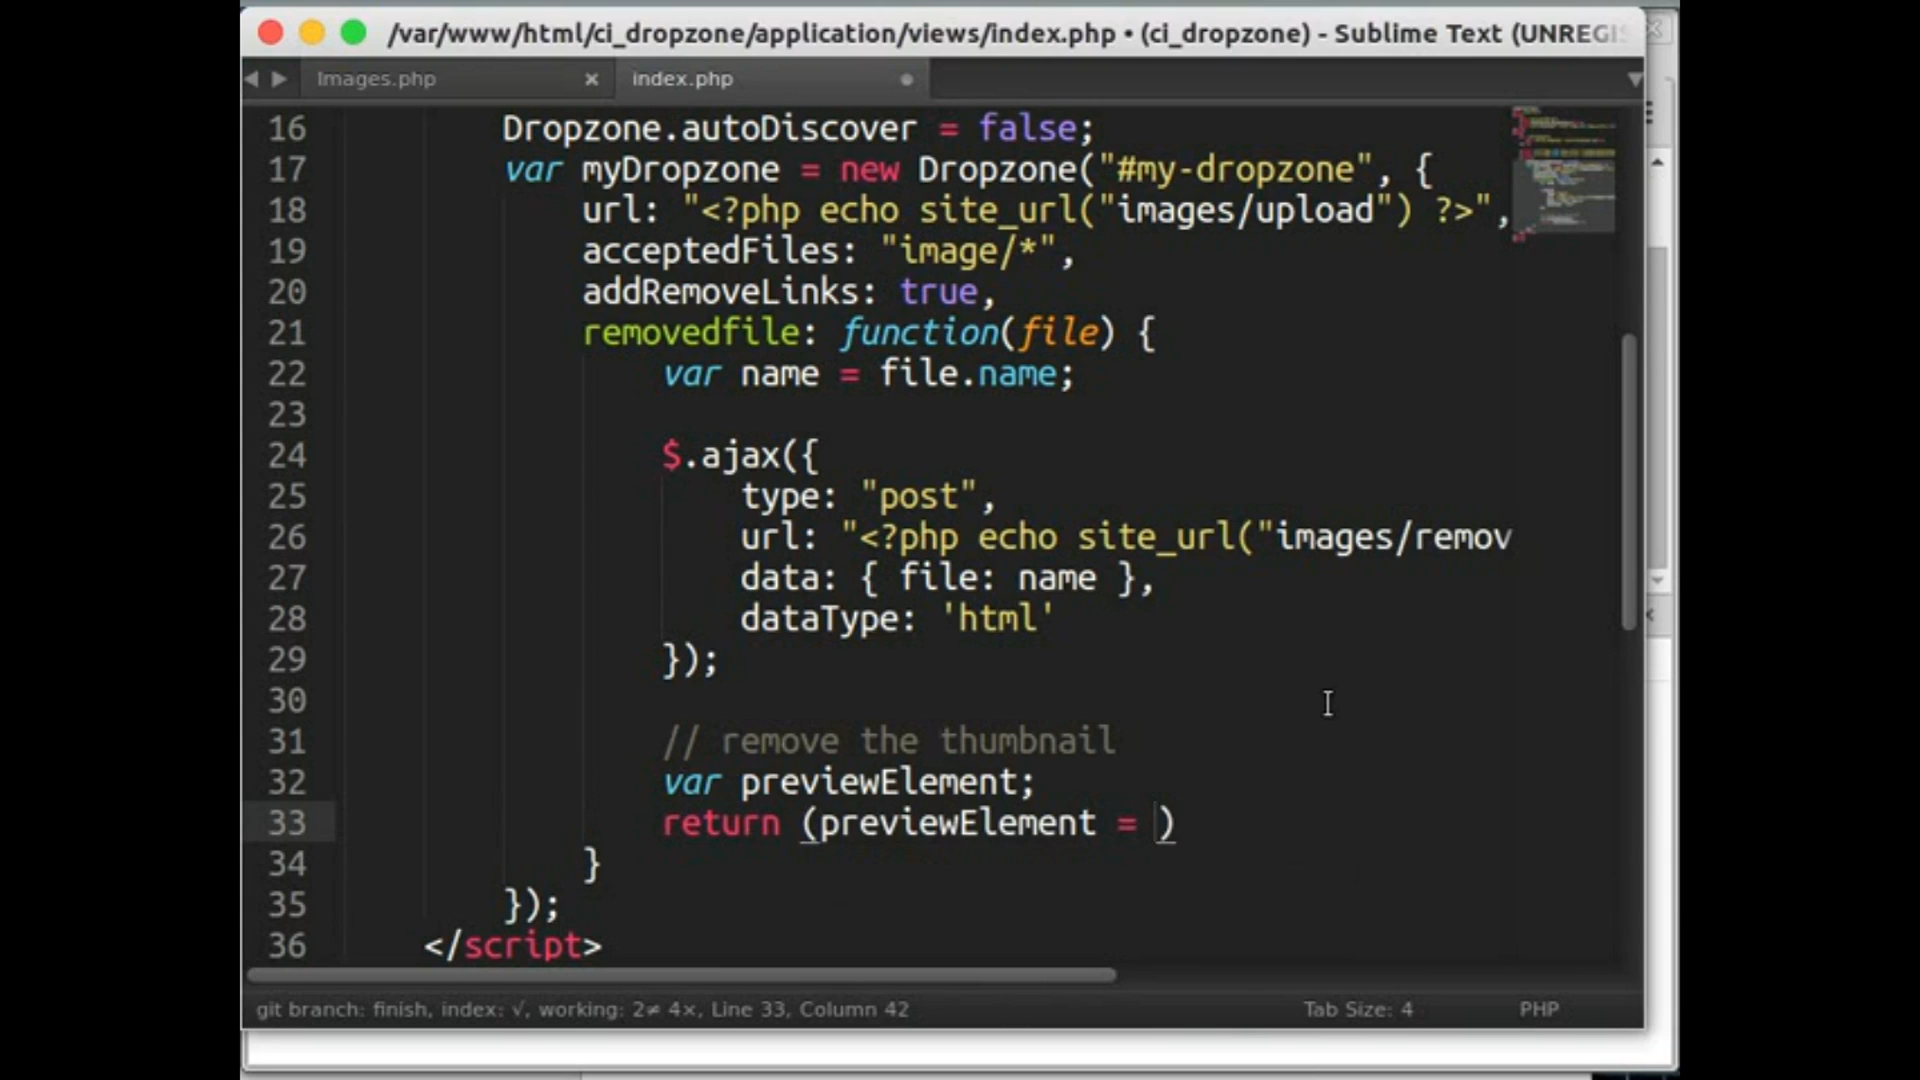 /var/www/html/ci_dropzone/application/views/index.php • (ci_dropzone) - Sublime Text (UNREGIS
Images.php × index.php
16 Dropzone.autoDiscover = false;
17 var myDropzone = new Dropzone("#my-dropzone", {
18 url: "<?php echo site_url("images/upload") ?>",
19 acceptedFiles: "image/*",
20 addRemoveLinks: true,
21 removedfile: function(file) {
22 var name = file.name;
23
24 $.ajax({
25 type: "post",
26 url: "<?php echo site_url("images/remov
27 data: { file: name },
28 dataType: 'html'
29 });
30
31 // remove the thumbnail
32 var previewElement;
33 return (previewElement = )
34 }
35 });
36 </script>
git branch: finish, index: √, working: 2≠ 4×, Line 33, Column 42 Tab Size: 4 PHP